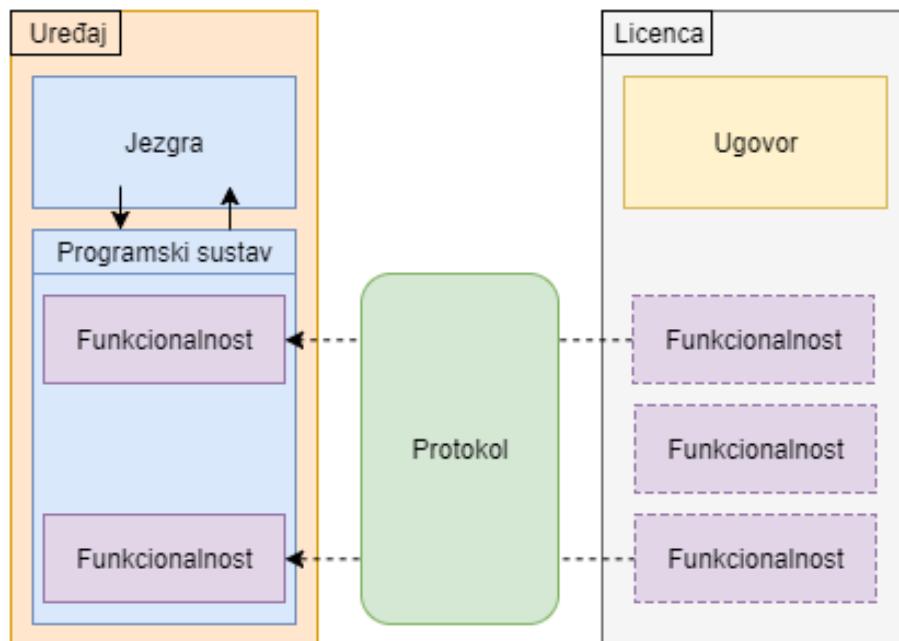 Uređaj
Jezgra
Programski sustav
Funkcionalnost
Funkcionalnost
Protokol
Licenca
Ugovor
Funkcionalnost
Funkcionalnost
Funkcionalnost